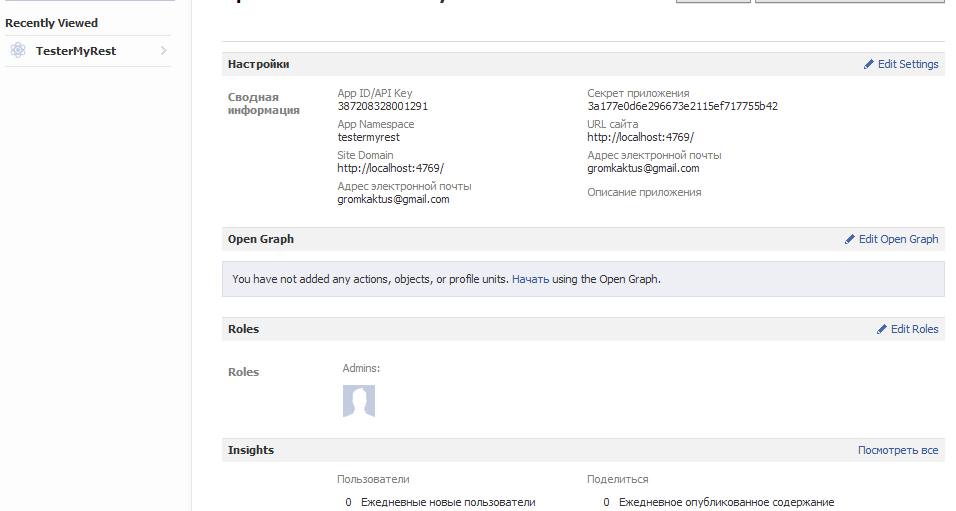 Recently Viewed
TesterMyRest
Настройки
Edit Settings
Сводная информация
App ID/API Key
387208328001291
Секрет приложения
3a177e0d6e296673e2115ef717755b42
App Namespace
testermyrest
URL сайта
http://localhost:4769/
Site Domain
http://localhost:4769/
Адрес электронной почты
gromkaktus@gmail.com
Адрес электронной почты
gromkaktus@gmail.com
Описание приложения
Open Graph
Edit Open Graph
You have not added any actions, objects, or profile units. Начать using the Open Graph.
Roles
Edit Roles
Roles
Admins:
Insights
Посмотреть все
Пользователи
Поделиться
0 Ежедневные новые пользователи
0 Ежедневное опубликованное содержание